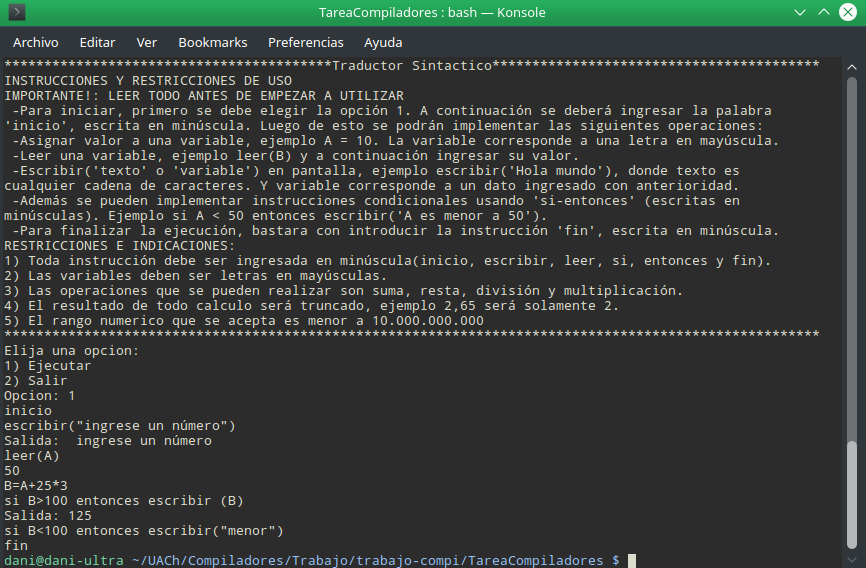 TareaCompiladores : bash — Konsole
Archivo Editar Ver Bookmarks Preferencias Ayuda
***************************************Traductor Sintactico***************************************
INSTRUCCIONES Y RESTRICCIONES DE USO
IMPORTANTE!: LEER TODO ANTES DE EMPEZAR A UTILIZAR
-Para iniciar, primero se debe elegir la opción 1. A continuación se deberá ingresar la palabra
'inicio', escrita en minúscula. Luego de esto se podrán implementar las siguientes operaciones:
-Asignar valor a una variable, ejemplo A = 10. La variable corresponde a una letra en mayúscula.
-Leer una variable, ejemplo leer(B) y a continuación ingresar su valor.
-Escribir('texto' o 'variable') en pantalla, ejemplo escribir('Hola mundo'), donde texto es
cualquier cadena de caracteres. Y variable corresponde a un dato ingresado con anterioridad.
-Además se pueden implementar instrucciones condicionales usando 'si-entonces' (escritas en
minúsculas). Ejemplo si A < 50 entonces escribir('A es menor a 50').
-Para finalizar la ejecución, bastara con introducir la instrucción 'fin', escrita en minúscula.
RESTRICCIONES E INDICACIONES:
1) Toda instrucción debe ser ingresada en minúscula(inicio, escribir, leer, si, entonces y fin).
2) Las variables deben ser letras en mayúsculas.
3) Las operaciones que se pueden realizar son suma, resta, división y multiplicación.
4) El resultado de todo calculo será truncado, ejemplo 2,65 será solamente 2.
5) El rango numerico que se acepta es menor a 10.000.000.000
*************************************************************************************************
Elija una opcion:
1) Ejecutar
2) Salir
Opcion: 1
inicio
escribir("ingrese un número")
Salida:  ingrese un número
leer(A)
50
B=A+25*3
si B>100 entonces escribir (B)
Salida: 125
si B<100 entonces escribir("menor")
fin
dani@dani-ultra ~/UACh/Compiladores/Trabajo/trabajo-compi/TareaCompiladores $